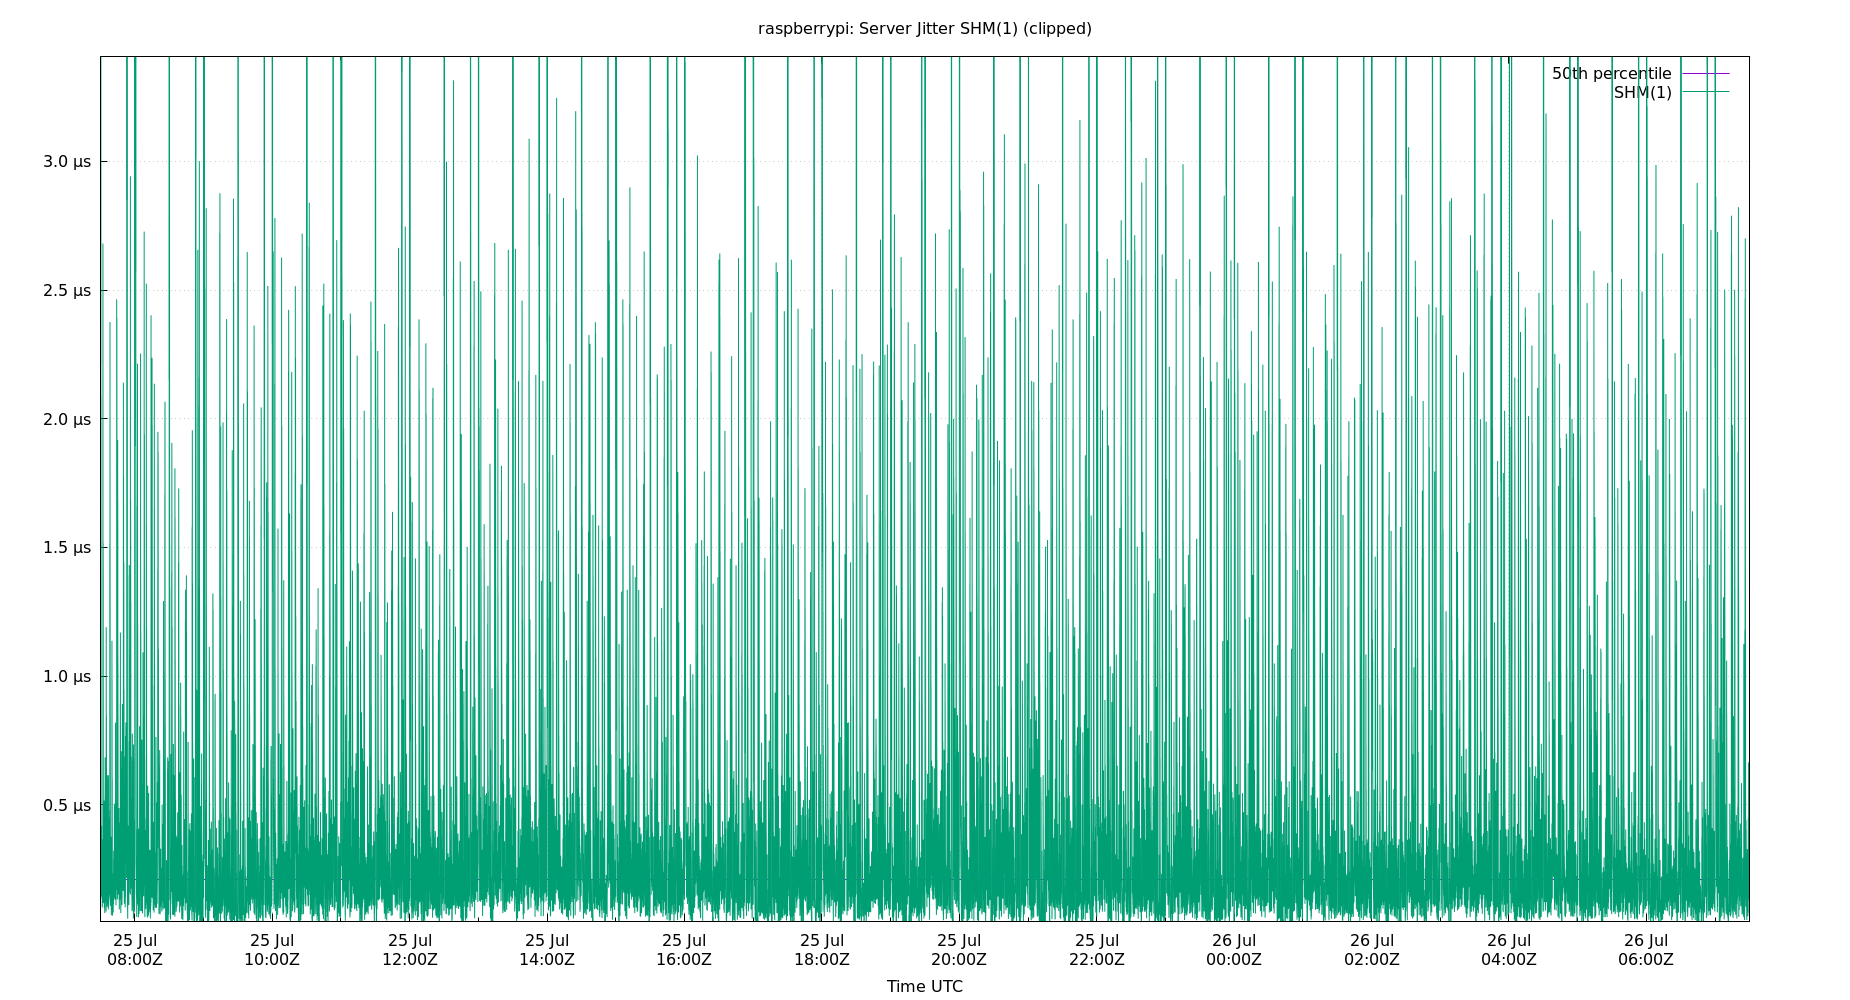 raspberrypi: Server Jitter SHM(1) (clipped)
50th percentile
SHM(1)
3.0 µs
2.5 µs
2.0 µs
1.5 µs
1.0 µs
0.5 µs
25 Jul 25 Jul 25 Jul 25 Jul 25 Jul 25 Jul 25 Jul 25 Jul 26 Jul 26 Jul 26 Jul 26 Jul
08:00Z 10:00Z 12:00Z 14:00Z 16:00Z 18:00Z 20:00Z 22:00Z 00:00Z 02:00Z 04:00Z 06:00Z
Time UTC